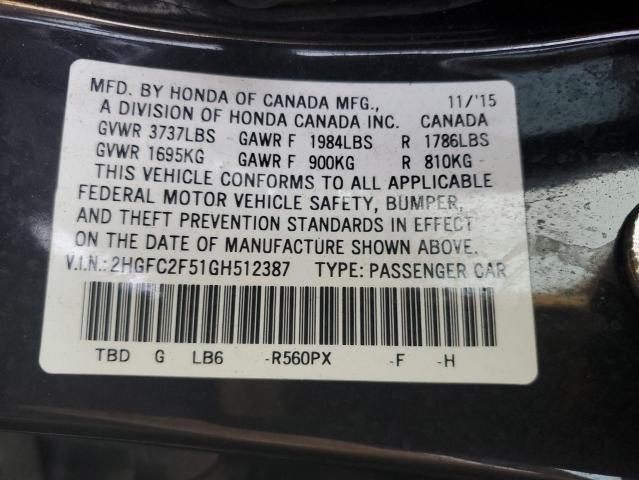 MFD. BY HONDA OF CANADA MFG., 11/'15
A DIVISION OF HONDA CANADA INC. CANADA
GVWR 3737LBS GAWR F 1984LBS R 1786LBS
GVWR 1695KG GAWR F 900KG R 810KG
THIS VEHICLE CONFORMS TO ALL APPLICABLE
FEDERAL MOTOR VEHICLE SAFETY, BUMPER,
AND THEFT PREVENTION STANDARDS IN EFFECT
ON THE DATE OF MANUFACTURE SHOWN ABOVE.
V.I.N.: 2HGFC2F51GH512387 TYPE: PASSENGER CAR
TBD G LB6 -R560PX -F -H